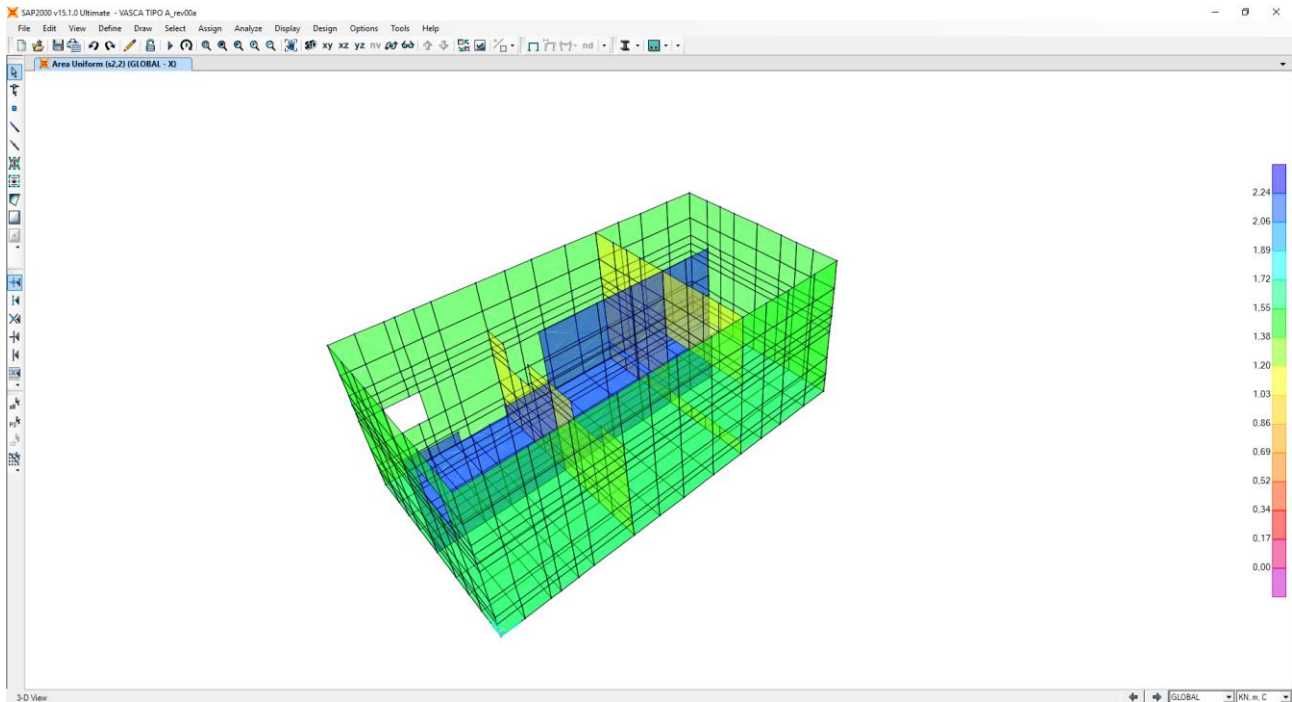 SAP2000 v15.1.0 Ultimate - VASCA TIPO A_rev00a
File Edit View Define Draw Select Assign Analyze Display Design Options Tools Help
3D xy xz yz nv nd
Area Uniform (s2,2) (GLOBAL - X)
2,24
2,06
1,89
1,72
1,55
1,38
1,20
1,03
0,86
0,69
0,52
0,34
0,17
0,00
3-D View GLOBAL KN, m, C